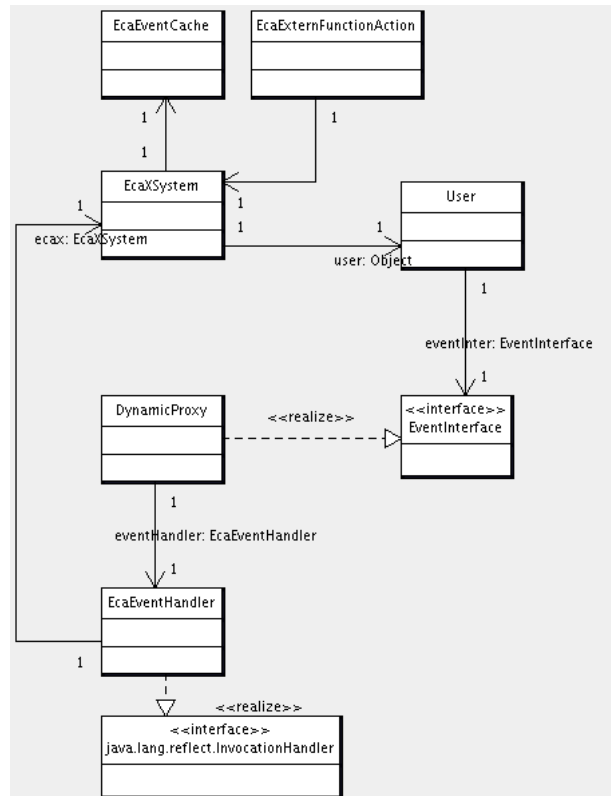 EcaEventCache
EcaExternFunctionAction
1
1
1
1
EcaXSystem
User
1
1
1
1
ecax: EcaXSystem
user: Object
1
eventInter: EventInterface
1
DynamicProxy
<<realize>>
<<interface>>
EventInterface
1
eventHandler: EcaEventHandler
1
EcaEventHandler
1
<<realize>>
<<interface>>
java.lang.reflect.InvocationHandler